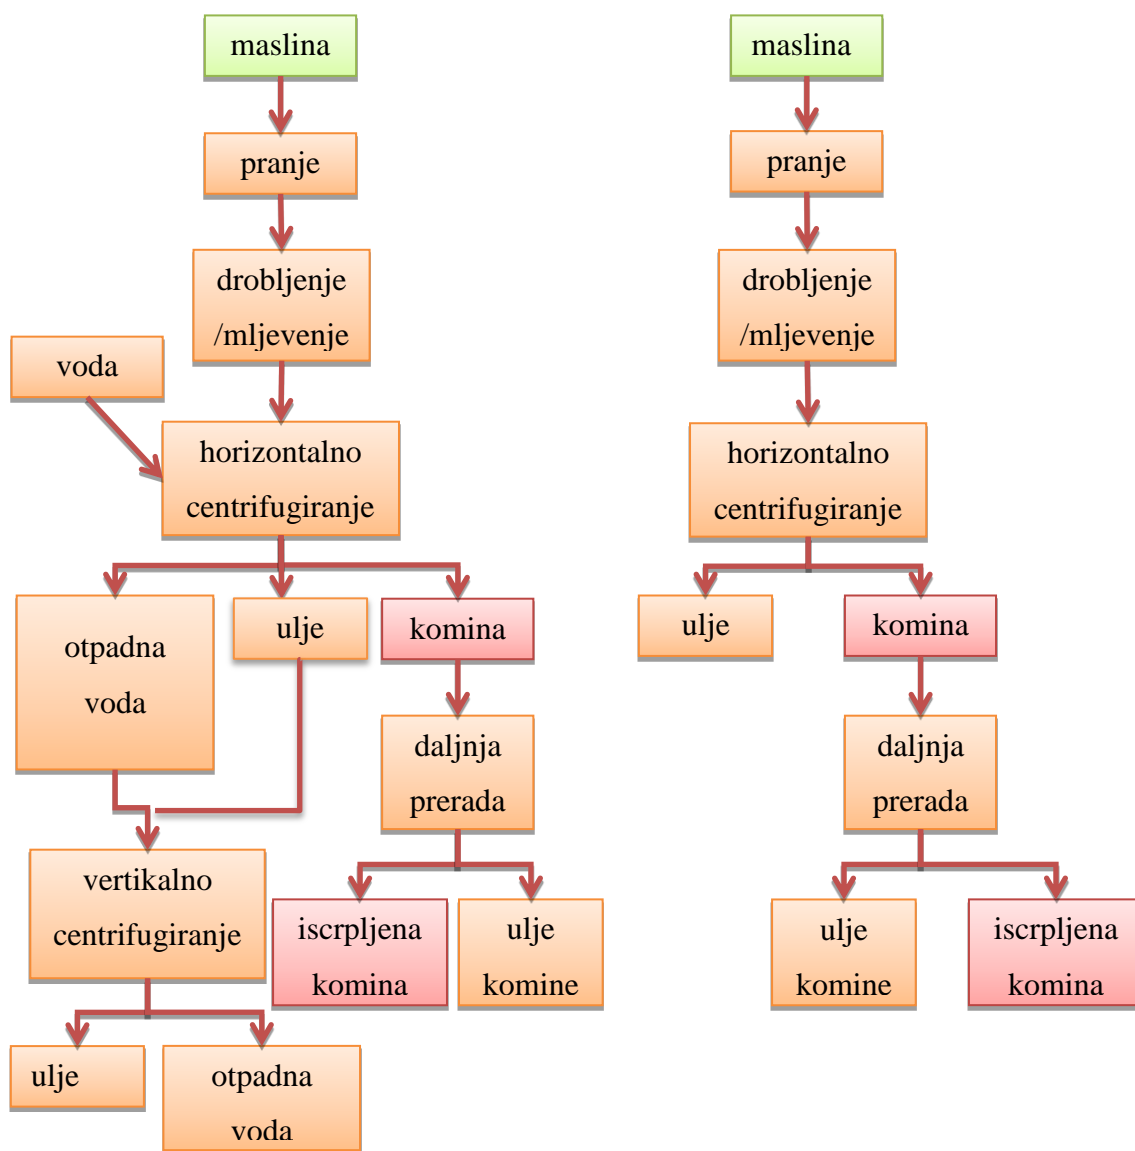 maslina
pranje
drobljenje
/mljevenje
voda
horizontalno
centrifugiranje
otpadna
voda
ulje
komina
daljnja
prerada
vertikalno
centrifugiranje
iscrpljena
komina
ulje
komine
ulje
otpadna
voda
maslina
pranje
drobljenje
/mljevenje
horizontalno
centrifugiranje
ulje
komina
daljnja
prerada
ulje
komine
iscrpljena
komina